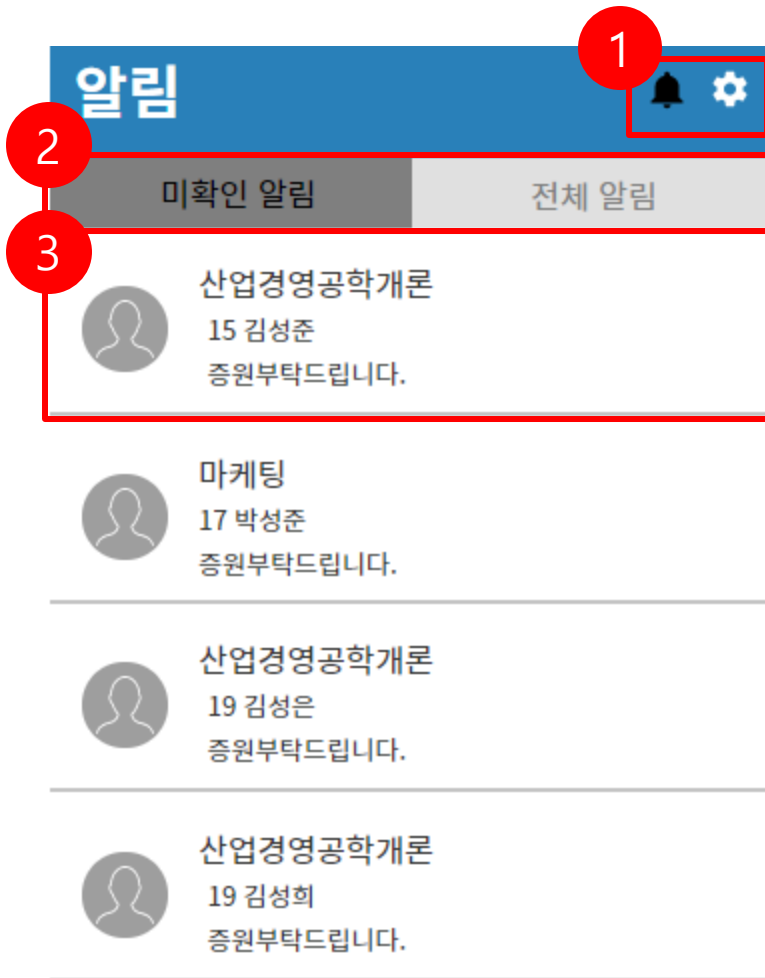 1
알림
2
미확인 알림 전체 알림
3
산업경영공학개론
15 김성준
증원부탁드립니다.
마케팅
17 박성준
증원부탁드립니다.
산업경영공학개론
19 김성은
증원부탁드립니다.
산업경영공학개론
19 김성희
증원부탁드립니다.